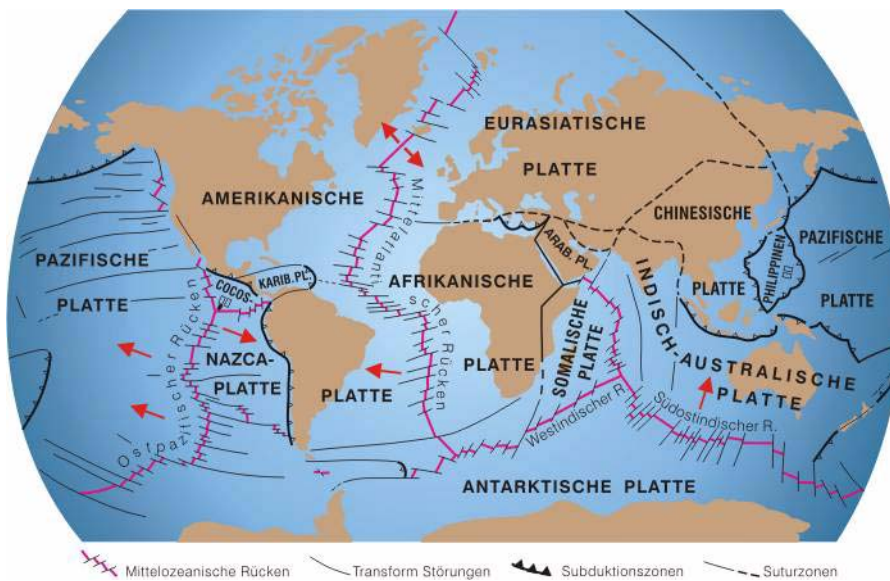 EURASIATISCHE
PLATTE
AMERIKANISCHE
PLATTE
CHINESISCHE
PLATTE
PAZIFISCHE
PLATTE
PAZIFISCHE
PLATTE
PHILIPPINEN
ARAB. PL.
KARIB. PL.
COCOS-
AFRIKANISCHE
PLATTE
SOMALISCHE
PLATTE
INDISCH-AUSTRALISCHE
PLATTE
NAZCA-
PLATTE
Mittelatlantischer Rücken
Ostpazifischer Rücken
Westindischer R.
Südostindischer R.
ANTARKTISCHE PLATTE
Mittelozeanische Rücken
Transform Störungen
Subduktionszonen
Suturzonen